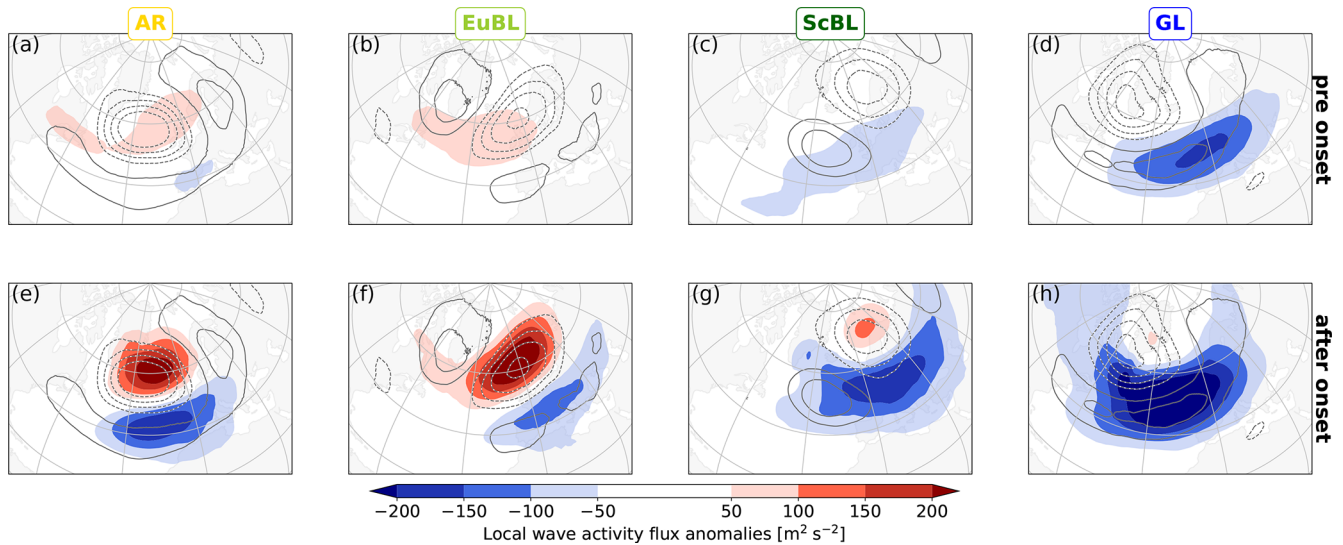 AR EuBL ScBL GL
(a) (b) (c) (d)
pre onset
(e) (f) (g) (h)
after onset
−200 −150 −100 −50 50 100 150 200
Local wave activity flux anomalies [m² s⁻²]